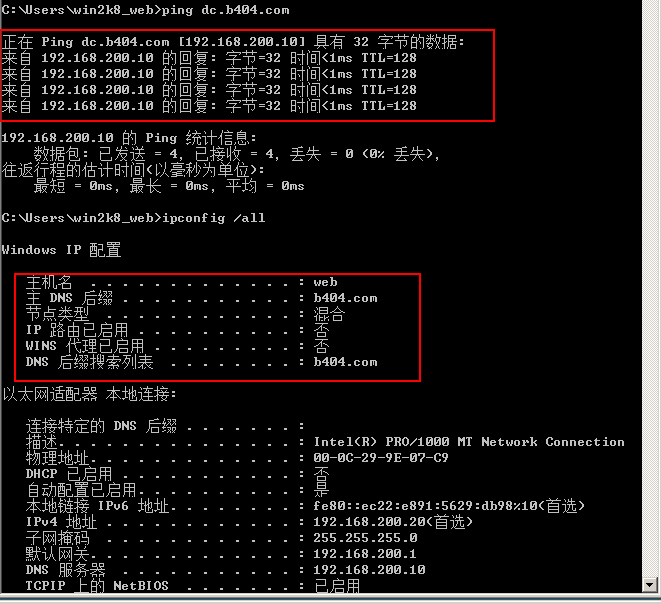 C:\Users\win2k8_web>ping dc.b404.com
正在 Ping dc.b404.com [192.168.200.10] 具有 32 字节的数据:
来自 192.168.200.10 的回复: 字节=32 时间<1ms TTL=128
来自 192.168.200.10 的回复: 字节=32 时间<1ms TTL=128
来自 192.168.200.10 的回复: 字节=32 时间<1ms TTL=128
来自 192.168.200.10 的回复: 字节=32 时间<1ms TTL=128
192.168.200.10 的 Ping 统计信息:
数据包: 已发送 = 4, 已接收 = 4, 丢失 = 0 (0% 丢失),
往返行程的估计时间(以毫秒为单位):
最短 = 0ms, 最长 = 0ms, 平均 = 0ms
C:\Users\win2k8_web>ipconfig /all
Windows IP 配置
主机名 . . . . . . . . . . . . . : web
主 DNS 后缀 . . . . . . . . . . . : b404.com
节点类型 . . . . . . . . . . . . : 混合
IP 路由已启用 . . . . . . . . . . : 否
WINS 代理已启用 . . . . . . . . . : 否
DNS 后缀搜索列表 . . . . . . . . : b404.com
以太网适配器 本地连接:
连接特定的 DNS 后缀 . . . . . . . :
描述. . . . . . . . . . . . . . . : Intel(R) PRO/1000 MT Network Connection
物理地址. . . . . . . . . . . . . : 00-0C-29-9E-07-C9
DHCP 已启用 . . . . . . . . . . . : 否
自动配置已启用. . . . . . . . . . : 是
本地链接 IPv6 地址. . . . . . . . : fe80::ec22:e891:5629:db98%10(首选)
IPv4 地址 . . . . . . . . . . . . : 192.168.200.20(首选)
子网掩码 . . . . . . . . . . . . : 255.255.255.0
默认网关. . . . . . . . . . . . . : 192.168.200.1
DNS 服务器 . . . . . . . . . . . : 192.168.200.10
TCPIP 上的 NetBIOS . . . . . . . : 已启用